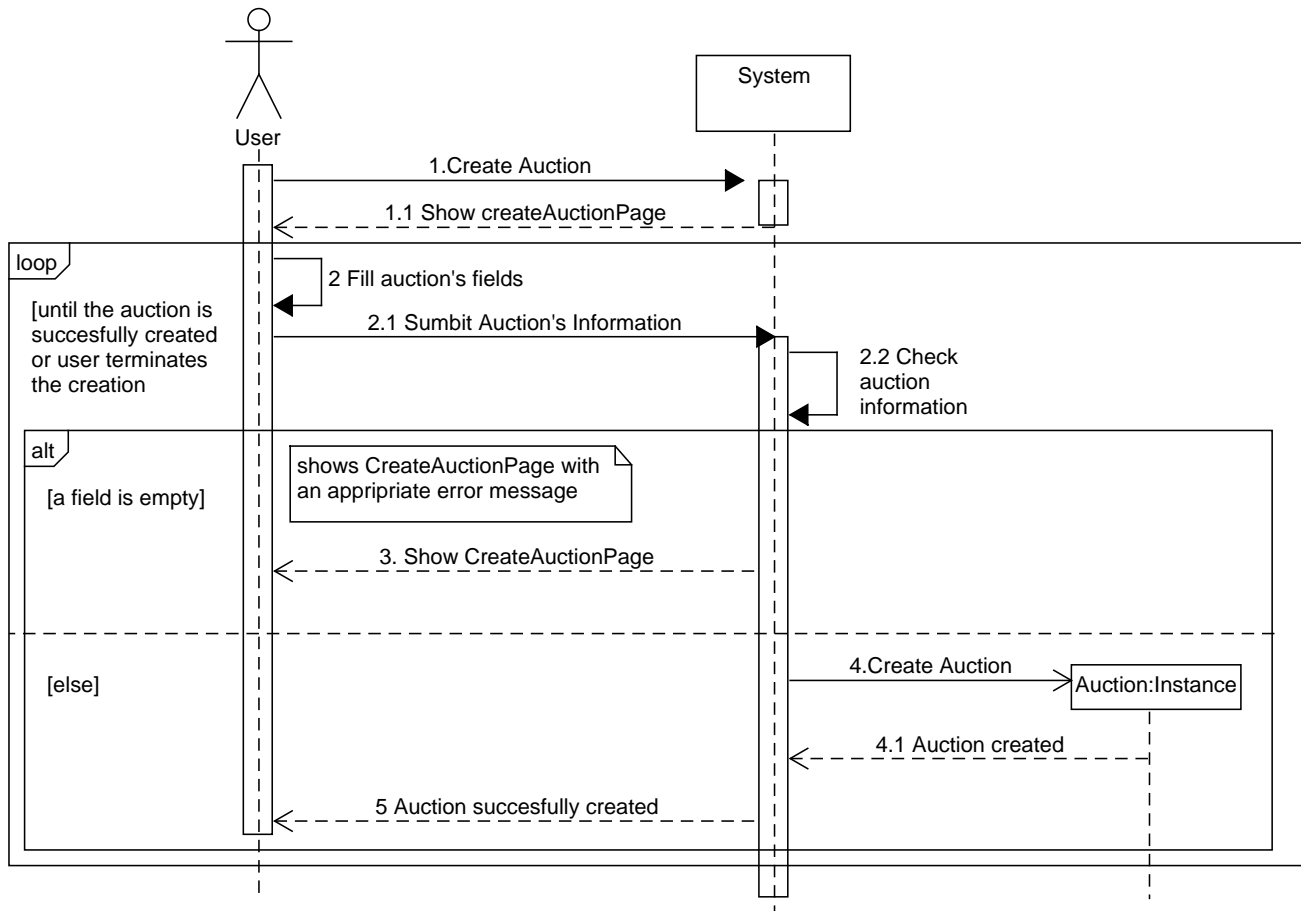 System
User
1.Create Auction
1.1 Show createAuctionPage
loop
2 Fill auction's fields
[until the auction is
succesfully created
or user terminates
the creation
2.1 Sumbit Auction's Information
2.2 Check
auction
information
alt
shows CreateAuctionPage with
an appripriate error message
[a field is empty]
3. Show CreateAuctionPage
[else]
4.Create Auction
Auction:Instance
4.1 Auction created
5 Auction succesfully created